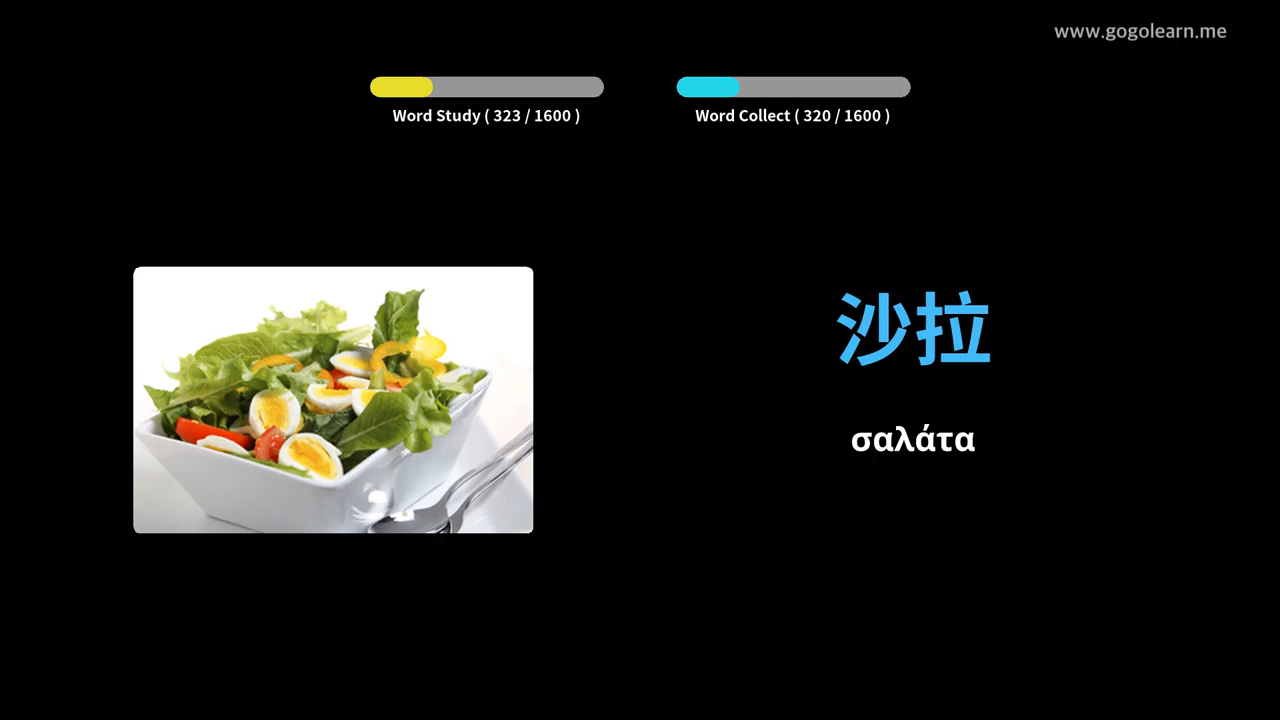 www.gogolearn.me
Word Study ( 323 / 1600 )
Word Collect ( 320 / 1600 )
沙拉
σαλάτα